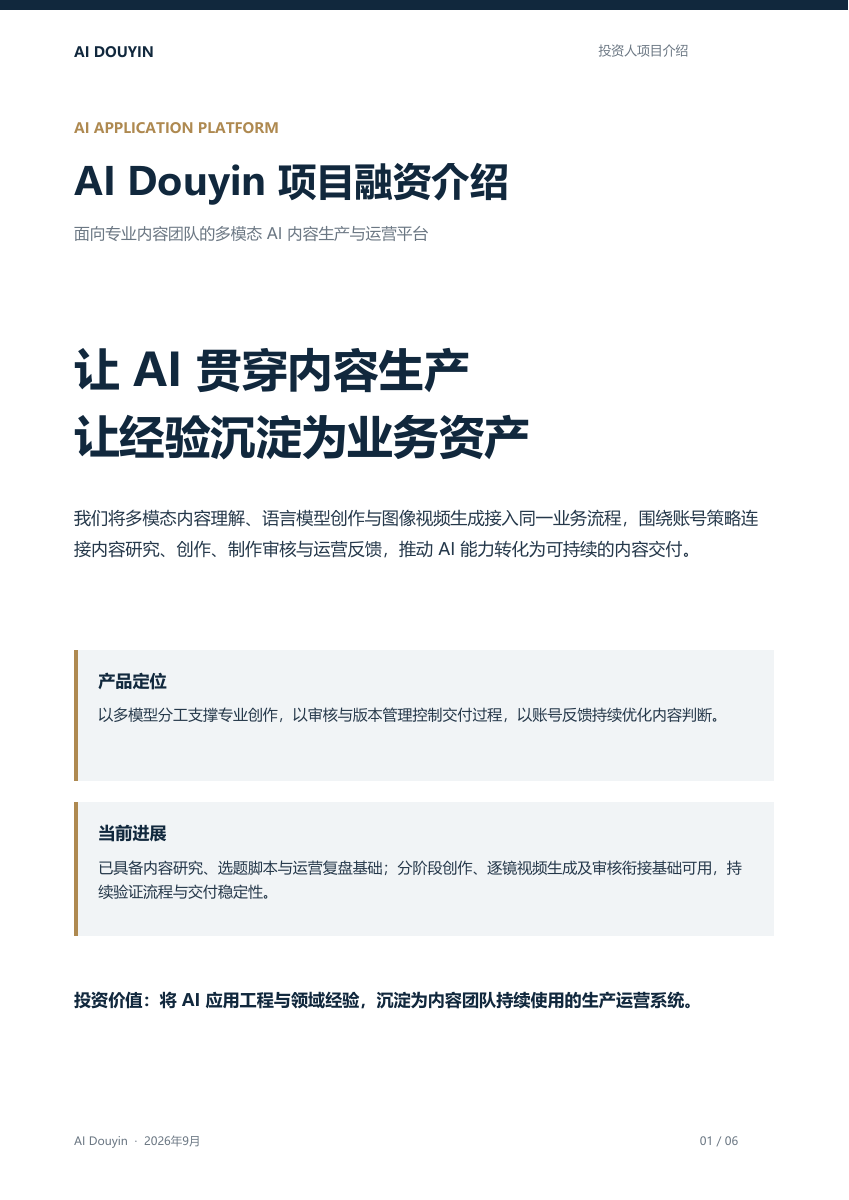 AI DOUYIN
投资人项目介绍
AI APPLICATION PLATFORM
AI Douyin 项目融资介绍
面向专业内容团队的多模态 AI 内容生产与运营平台
让 AI 贯穿内容生产
让经验沉淀为业务资产
我们将多模态内容理解、语言模型创作与图像视频生成接入同一业务流程，围绕账号策略连
接内容研究、创作、制作审核与运营反馈，推动 AI 能力转化为可持续的内容交付。
产品定位
以多模型分工支撑专业创作，以审核与版本管理控制交付过程，以账号反馈持续优化内容判断。
当前进展
已具备内容研究、选题脚本与运营复盘基础；分阶段创作、逐镜视频生成及审核衔接基础可用，持
续验证流程与交付稳定性。
投资价值：将 AI 应用工程与领域经验，沉淀为内容团队持续使用的生产运营系统。
AI Douyin · 2026年9月
01 / 06